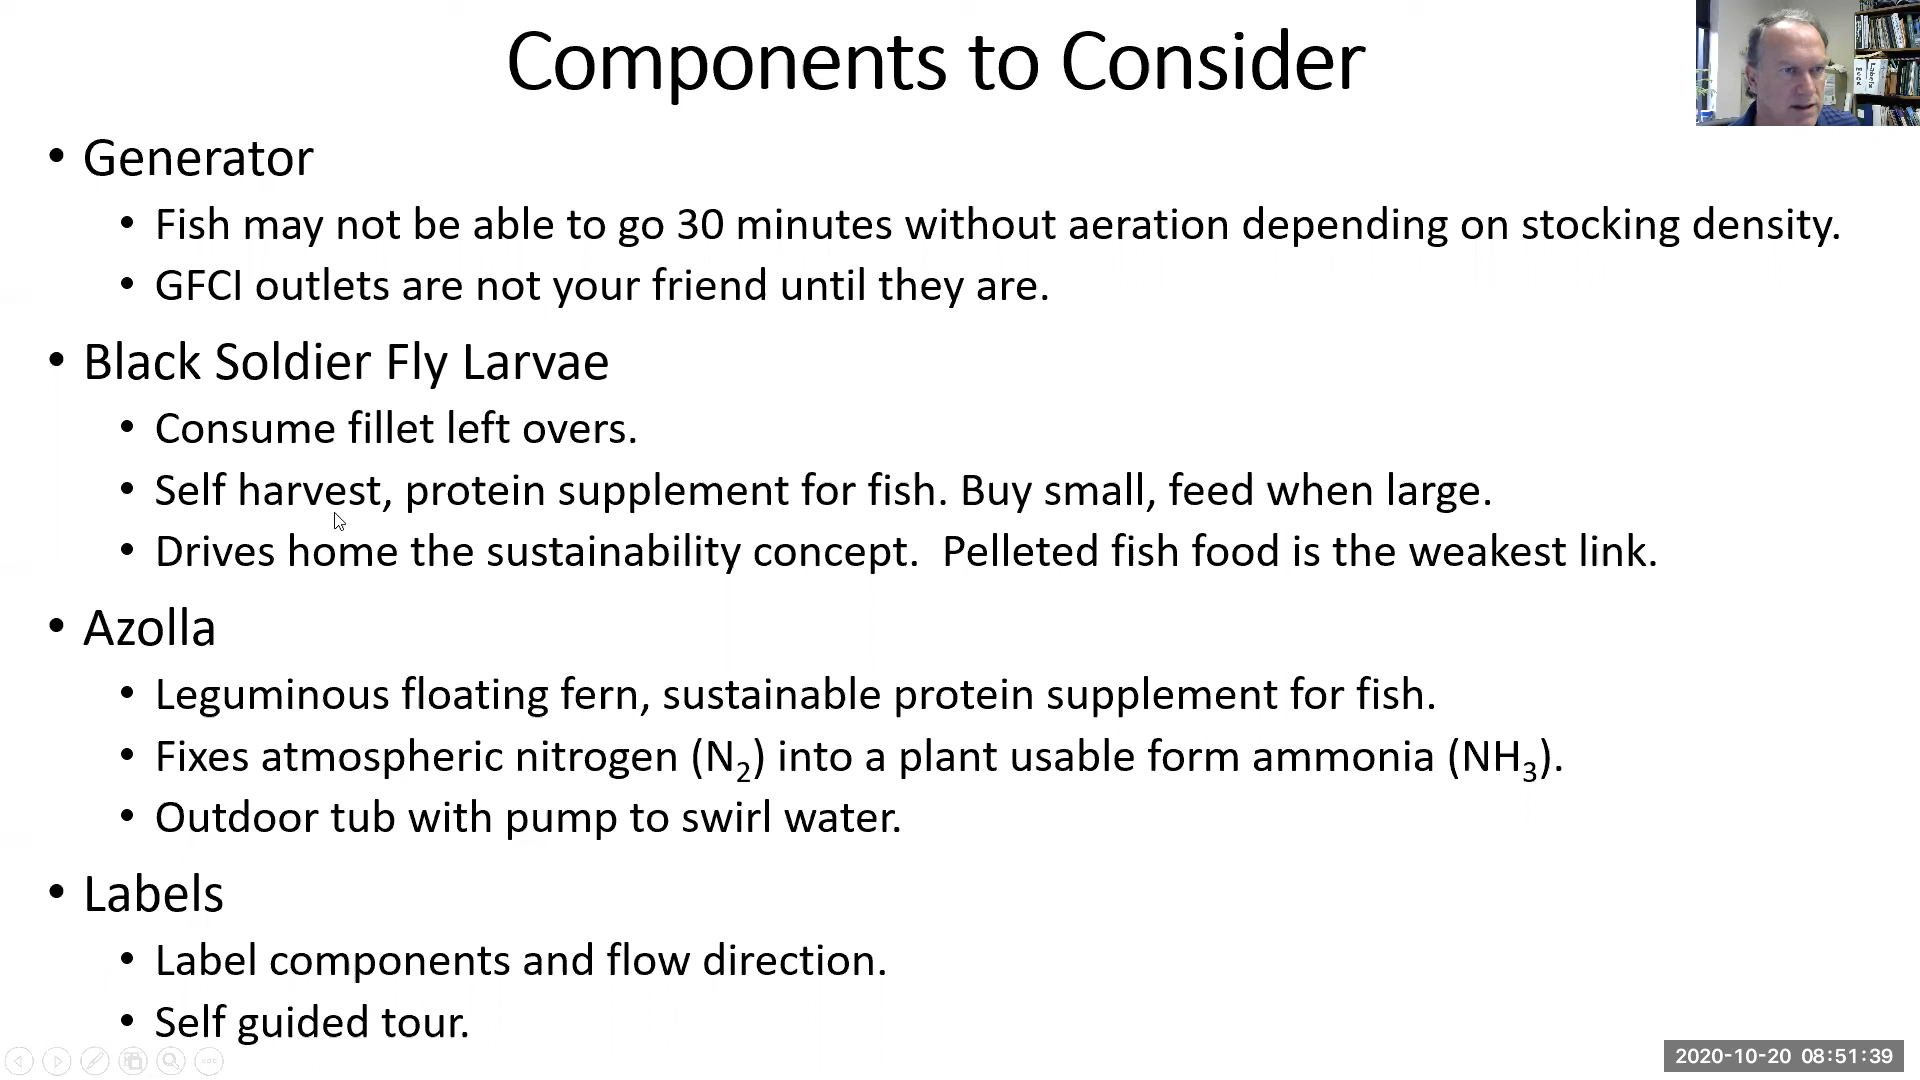 Components to Consider
• Generator
• Fish may not be able to go 30 minutes without aeration depending on stocking density.
• GFCI outlets are not your friend until they are.
• Black Soldier Fly Larvae
• Consume fillet left overs.
• Self harvest, protein supplement for fish. Buy small, feed when large.
• Drives home the sustainability concept.  Pelleted fish food is the weakest link.
• Azolla
• Leguminous floating fern, sustainable protein supplement for fish.
• Fixes atmospheric nitrogen (N₂) into a plant usable form ammonia (NH₃).
• Outdoor tub with pump to swirl water.
• Labels
• Label components and flow direction.
• Self guided tour.
2020-10-20 08:51:39